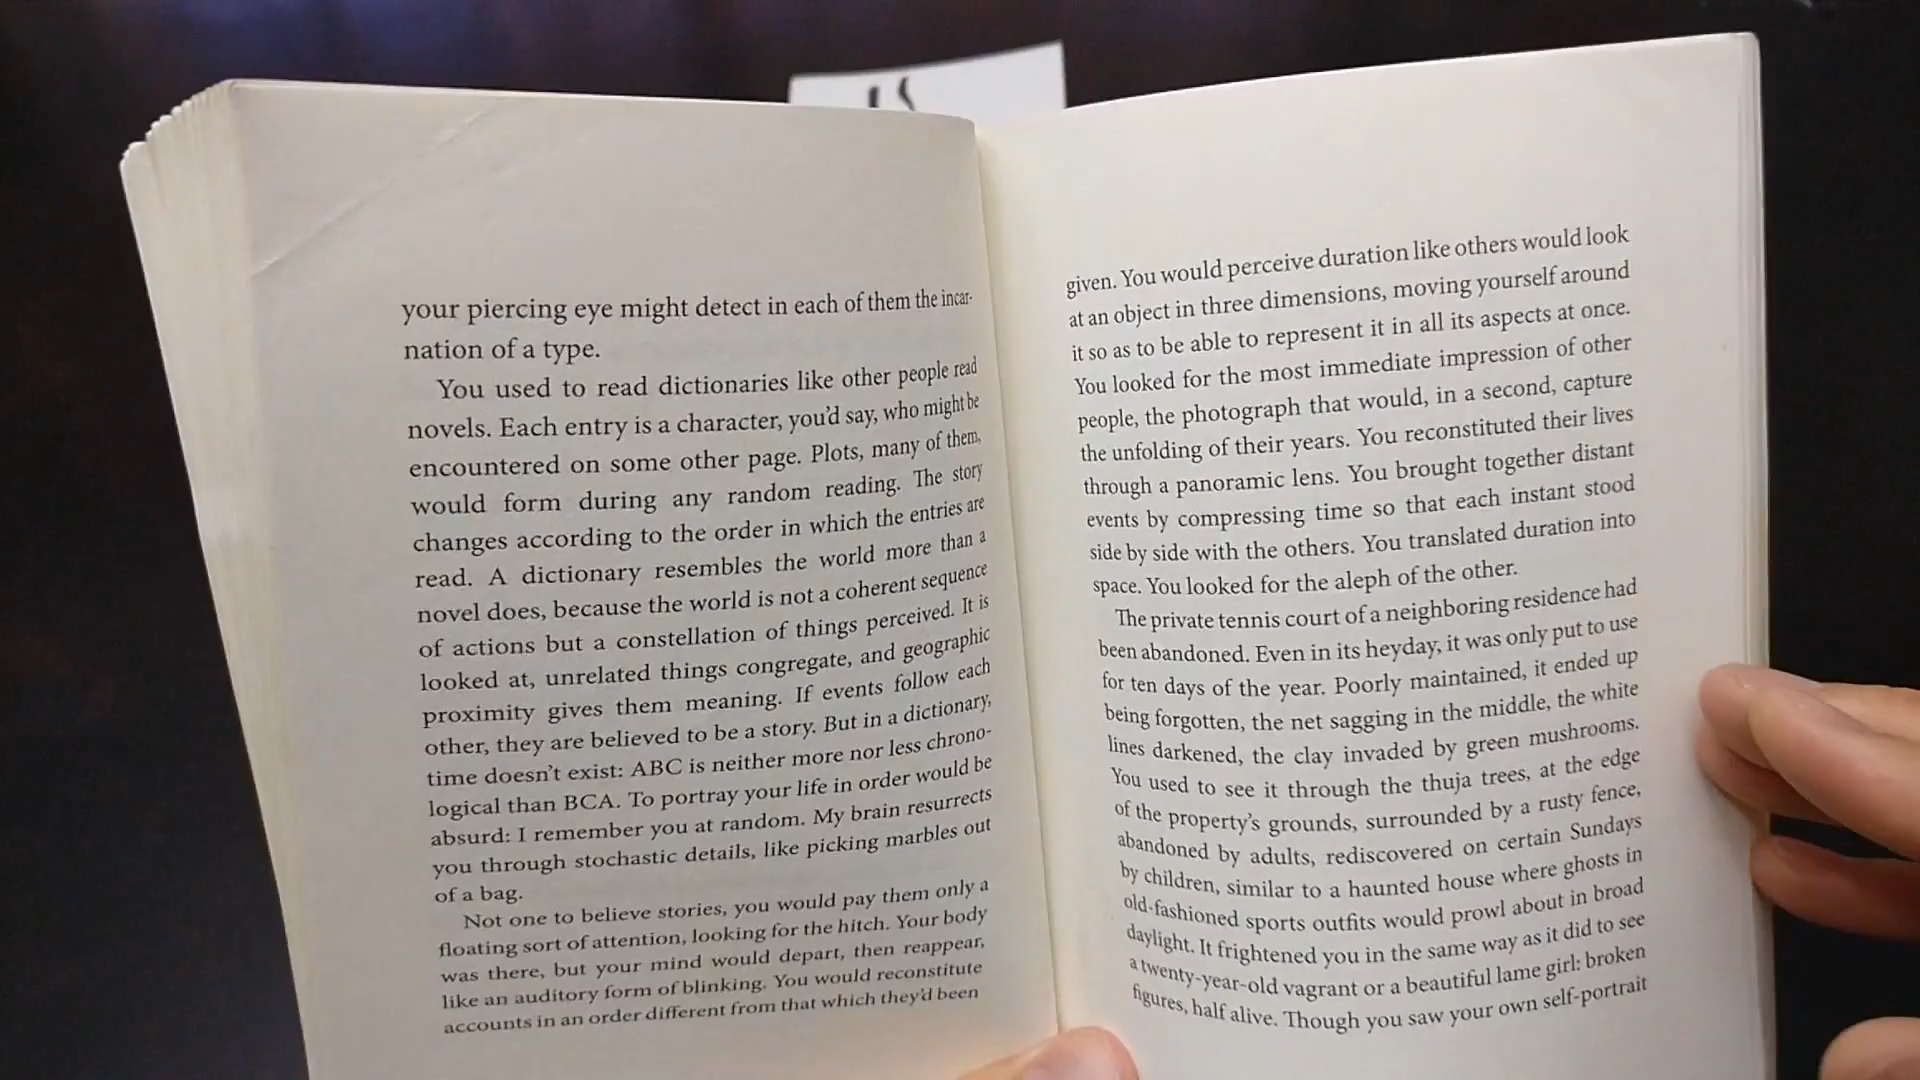 your piercing eye might detect in each of them the incar-
nation of a type.
You used to read dictionaries like other people read
novels. Each entry is a character, you'd say, who might be
encountered on some other page. Plots, many of them,
would form during any random reading. The story
changes according to the order in which the entries are
read. A dictionary resembles the world more than a
novel does, because the world is not a coherent sequence
of actions but a constellation of things perceived. It is
looked at, unrelated things congregate, and geographic
proximity gives them meaning. If events follow each
other, they are believed to be a story. But in a dictionary,
time doesn't exist: ABC is neither more nor less chrono-
logical than BCA. To portray your life in order would be
absurd: I remember you at random. My brain resurrects
you through stochastic details, like picking marbles out
of a bag.
Not one to believe stories, you would pay them only a
floating sort of attention, looking for the hitch. Your body
was there, but your mind would depart, then reappear,
like an auditory form of blinking. You would reconstitute
accounts in an order different from that which they'd been
given. You would perceive duration like others would look
at an object in three dimensions, moving yourself around
it so as to be able to represent it in all its aspects at once.
You looked for the most immediate impression of other
people, the photograph that would, in a second, capture
the unfolding of their years. You reconstituted their lives
through a panoramic lens. You brought together distant
events by compressing time so that each instant stood
side by side with the others. You translated duration into
space. You looked for the aleph of the other.
The private tennis court of a neighboring residence had
been abandoned. Even in its heyday, it was only put to use
for ten days of the year. Poorly maintained, it ended up
being forgotten, the net sagging in the middle, the white
lines darkened, the clay invaded by green mushrooms.
You used to see it through the thuja trees, at the edge
of the property's grounds, surrounded by a rusty fence,
abandoned by adults, rediscovered on certain Sundays
by children, similar to a haunted house where ghosts in
old-fashioned sports outfits would prowl about in broad
daylight. It frightened you in the same way as it did to see
a twenty-year-old vagrant or a beautiful lame girl: broken
figures, half alive. Though you saw your own self-portrait